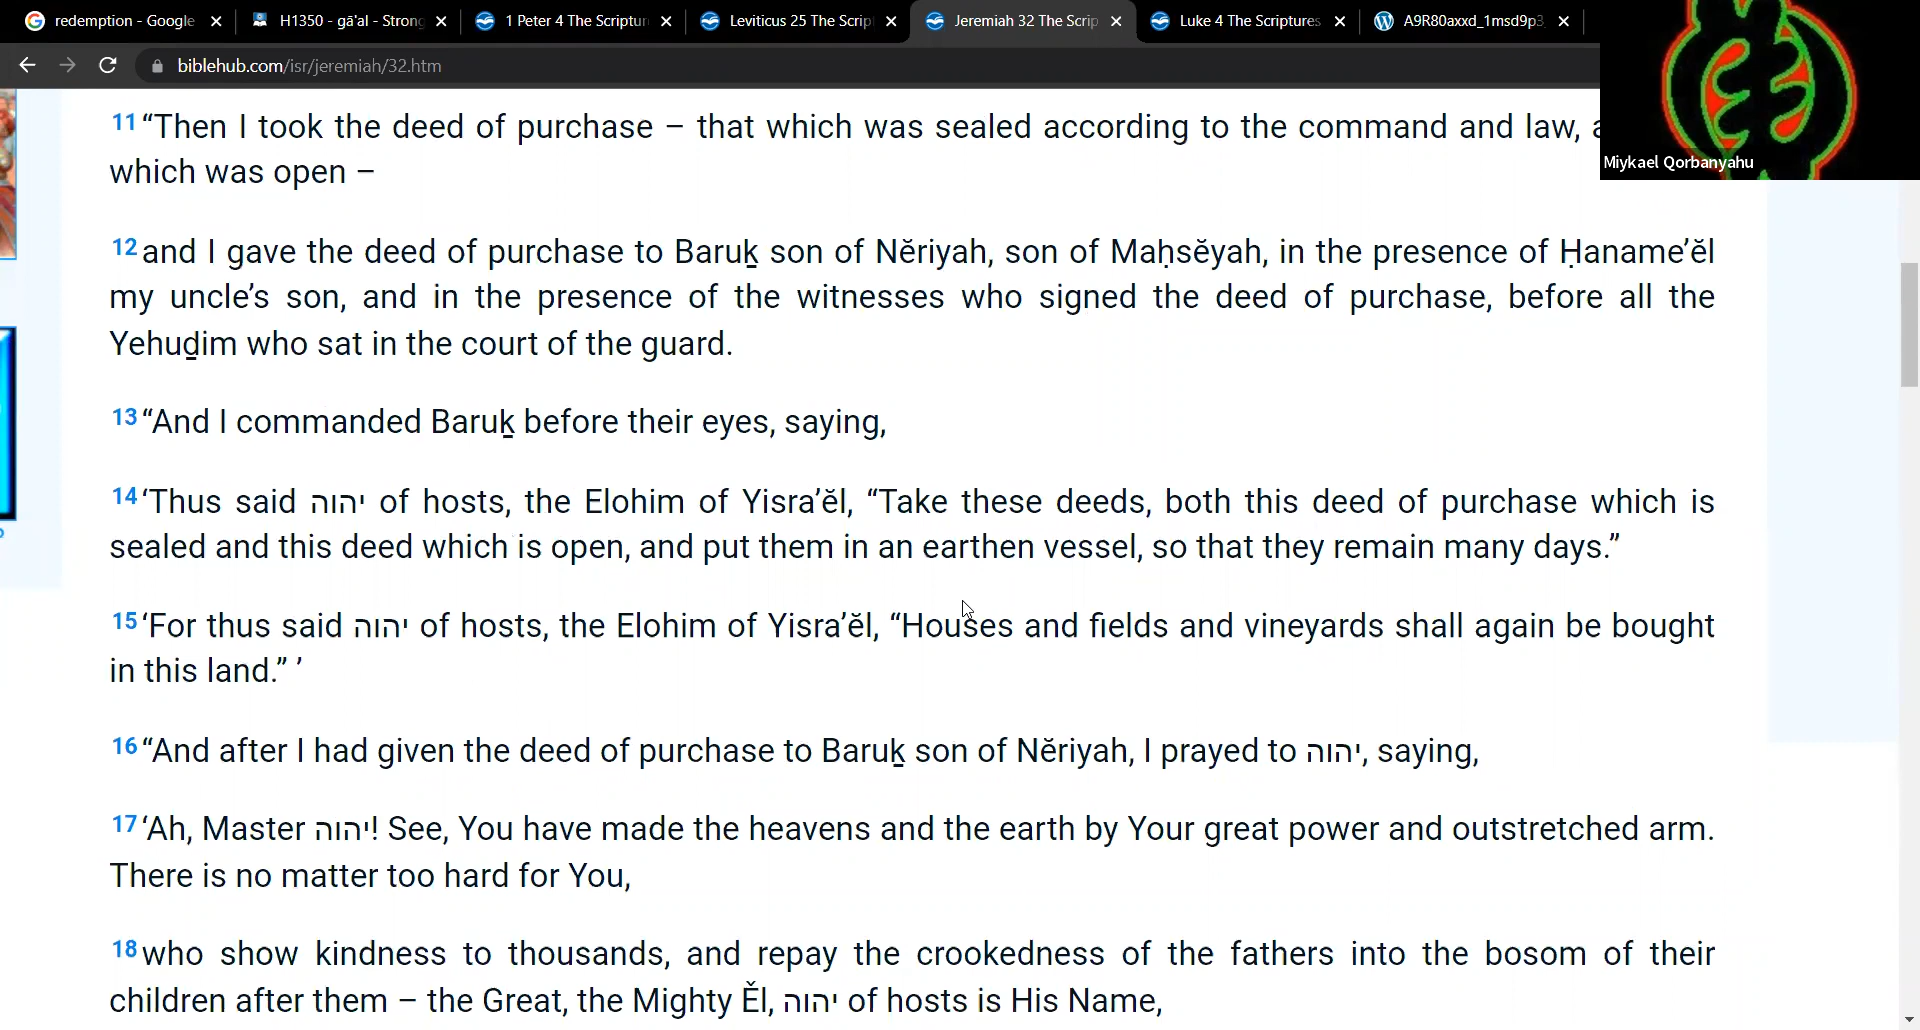 redemption - Google
H1350 - gā'al - Strong
1 Peter 4 The Scriptur
Leviticus 25 The Scrip
Jeremiah 32 The Scrip
Luke 4 The Scriptures
A9R80axxd_1msd9p3
biblehub.com/isr/jeremiah/32.htm
Miykael Qorbanyahu
11 “Then I took the deed of purchase – that which was sealed according to the command and law,
which was open –
12 and I gave the deed of purchase to Baruḵ son of Nĕriyah, son of Maḥsĕyah, in the presence of Ḥaname’ĕl
my uncle’s son, and in the presence of the witnesses who signed the deed of purchase, before all the
Yehuḏim who sat in the court of the guard.
13 “And I commanded Baruḵ before their eyes, saying,
14 ‘Thus said יהוה of hosts, the Elohim of Yisra’ĕl, “Take these deeds, both this deed of purchase which is
sealed and this deed which is open, and put them in an earthen vessel, so that they remain many days.”
15 ‘For thus said יהוה of hosts, the Elohim of Yisra’ĕl, “Houses and fields and vineyards shall again be bought
in this land.” ’
16 “And after I had given the deed of purchase to Baruḵ son of Nĕriyah, I prayed to יהוה, saying,
17 ‘Ah, Master יהוה! See, You have made the heavens and the earth by Your great power and outstretched arm.
There is no matter too hard for You,
18 who show kindness to thousands, and repay the crookedness of the fathers into the bosom of their
children after them – the Great, the Mighty Ĕl, יהוה of hosts is His Name,